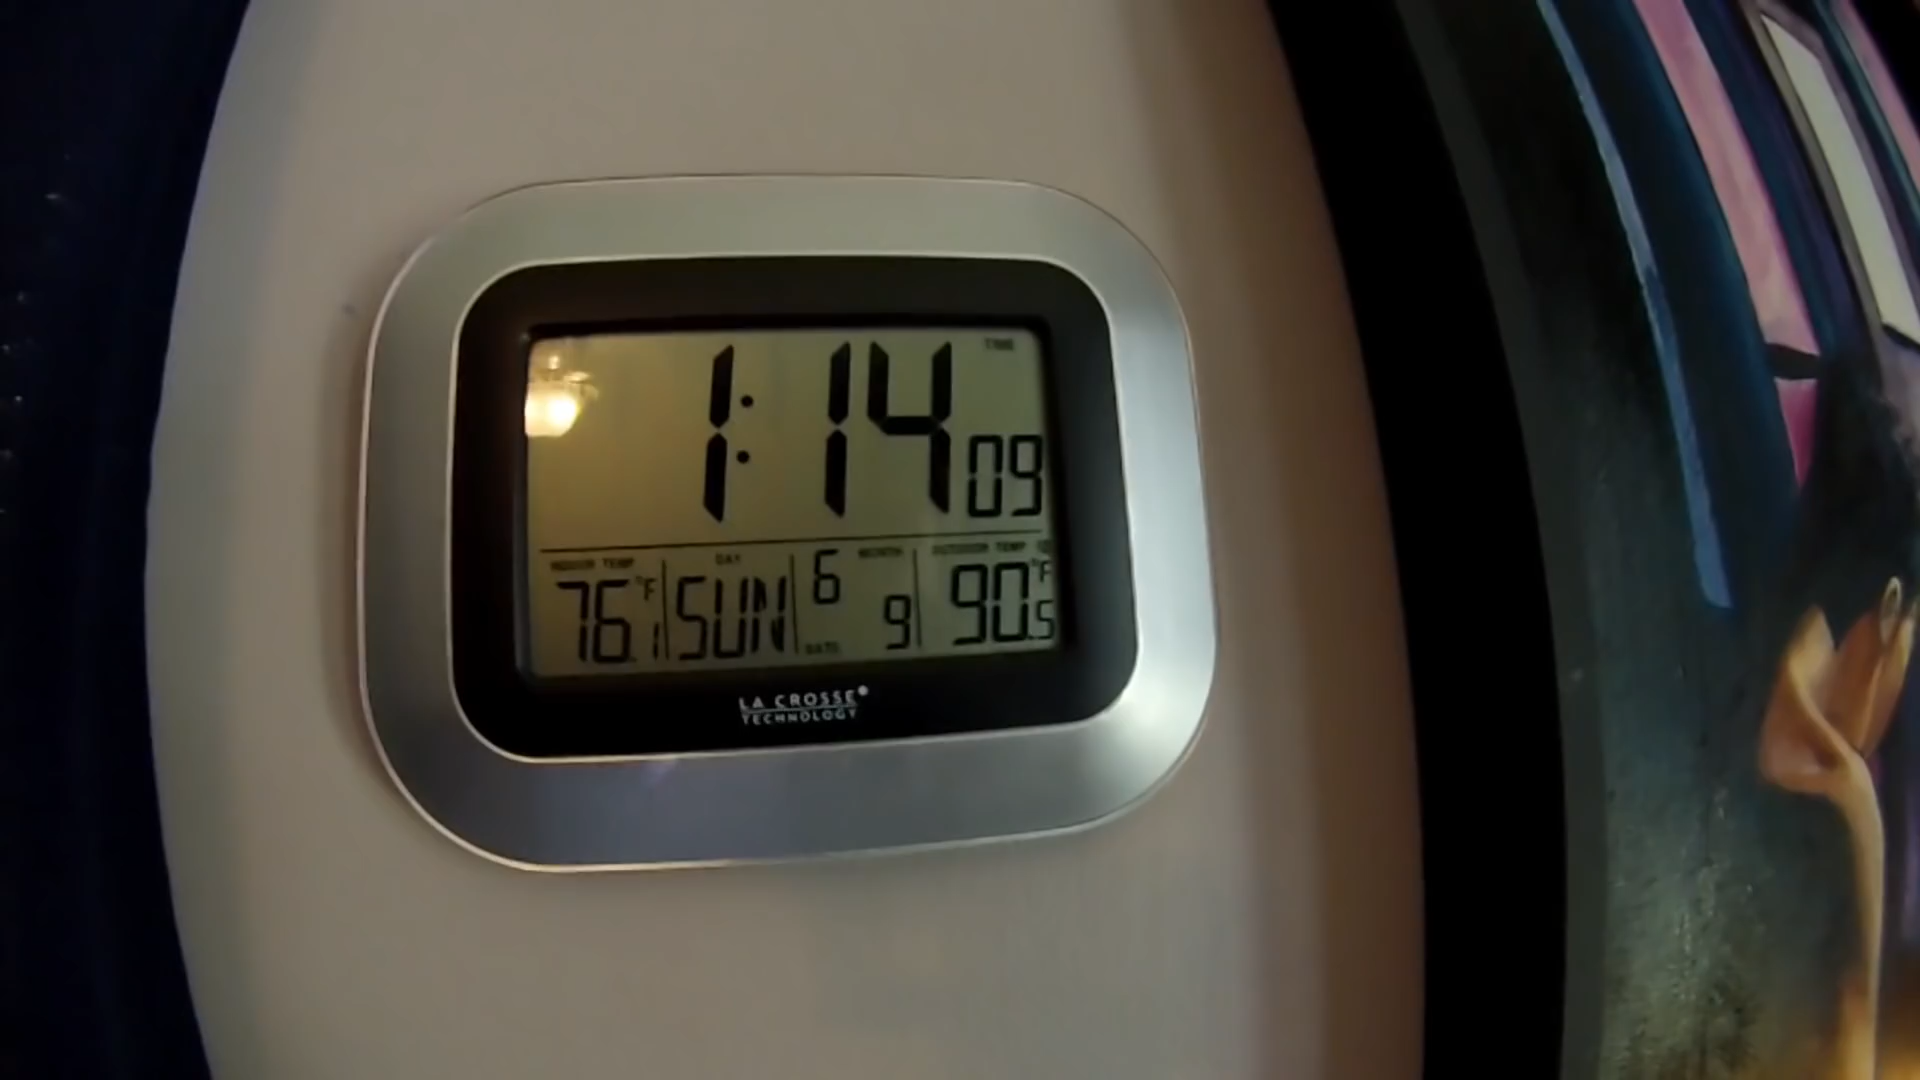 TIME
1:14 09
INDOOR TEMP DAY 6 MONTH OUTDOOR TEMP
76.1 °F SUN DATE 9 90.5 °F
LA CROSSE
TECHNOLOGY